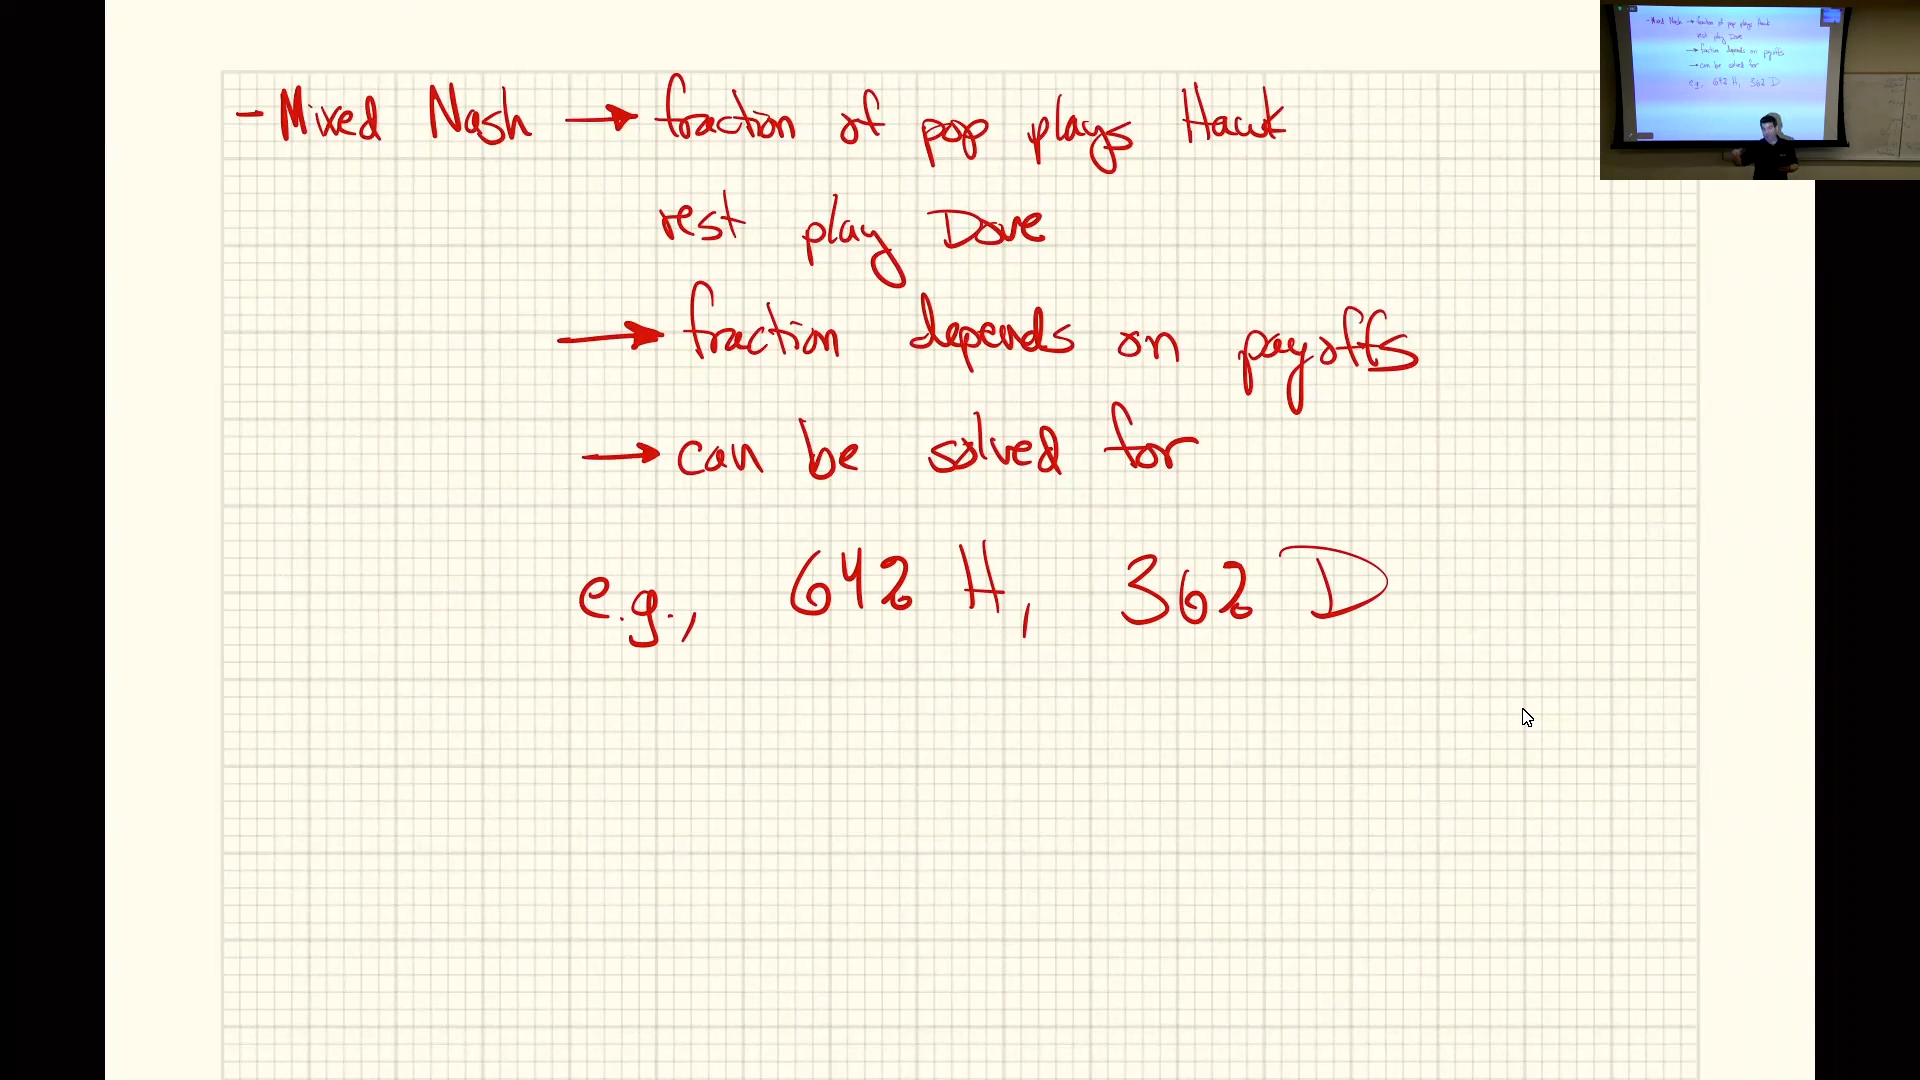 - Mixed Nash → fraction of pop plays Hawk
rest play Dove
→ fraction depends on payoffs
→ can be solved for
e.g., 64% H, 36% D